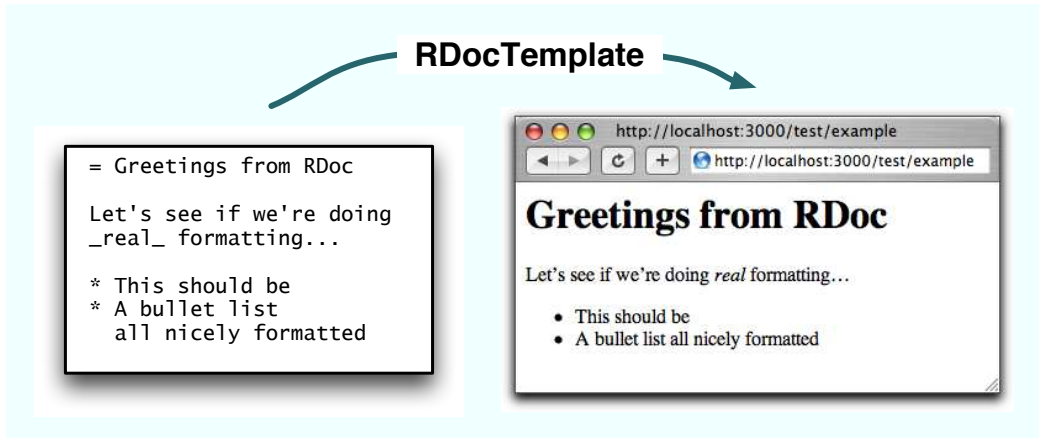 RDocTemplate
= Greetings from RDoc
Let's see if we're doing
_real_ formatting...
* This should be
* A bullet list
all nicely formatted
http://localhost:3000/test/example
http://localhost:3000/test/example
Greetings from RDoc
Let’s see if we’re doing real formatting…
• This should be
• A bullet list all nicely formatted